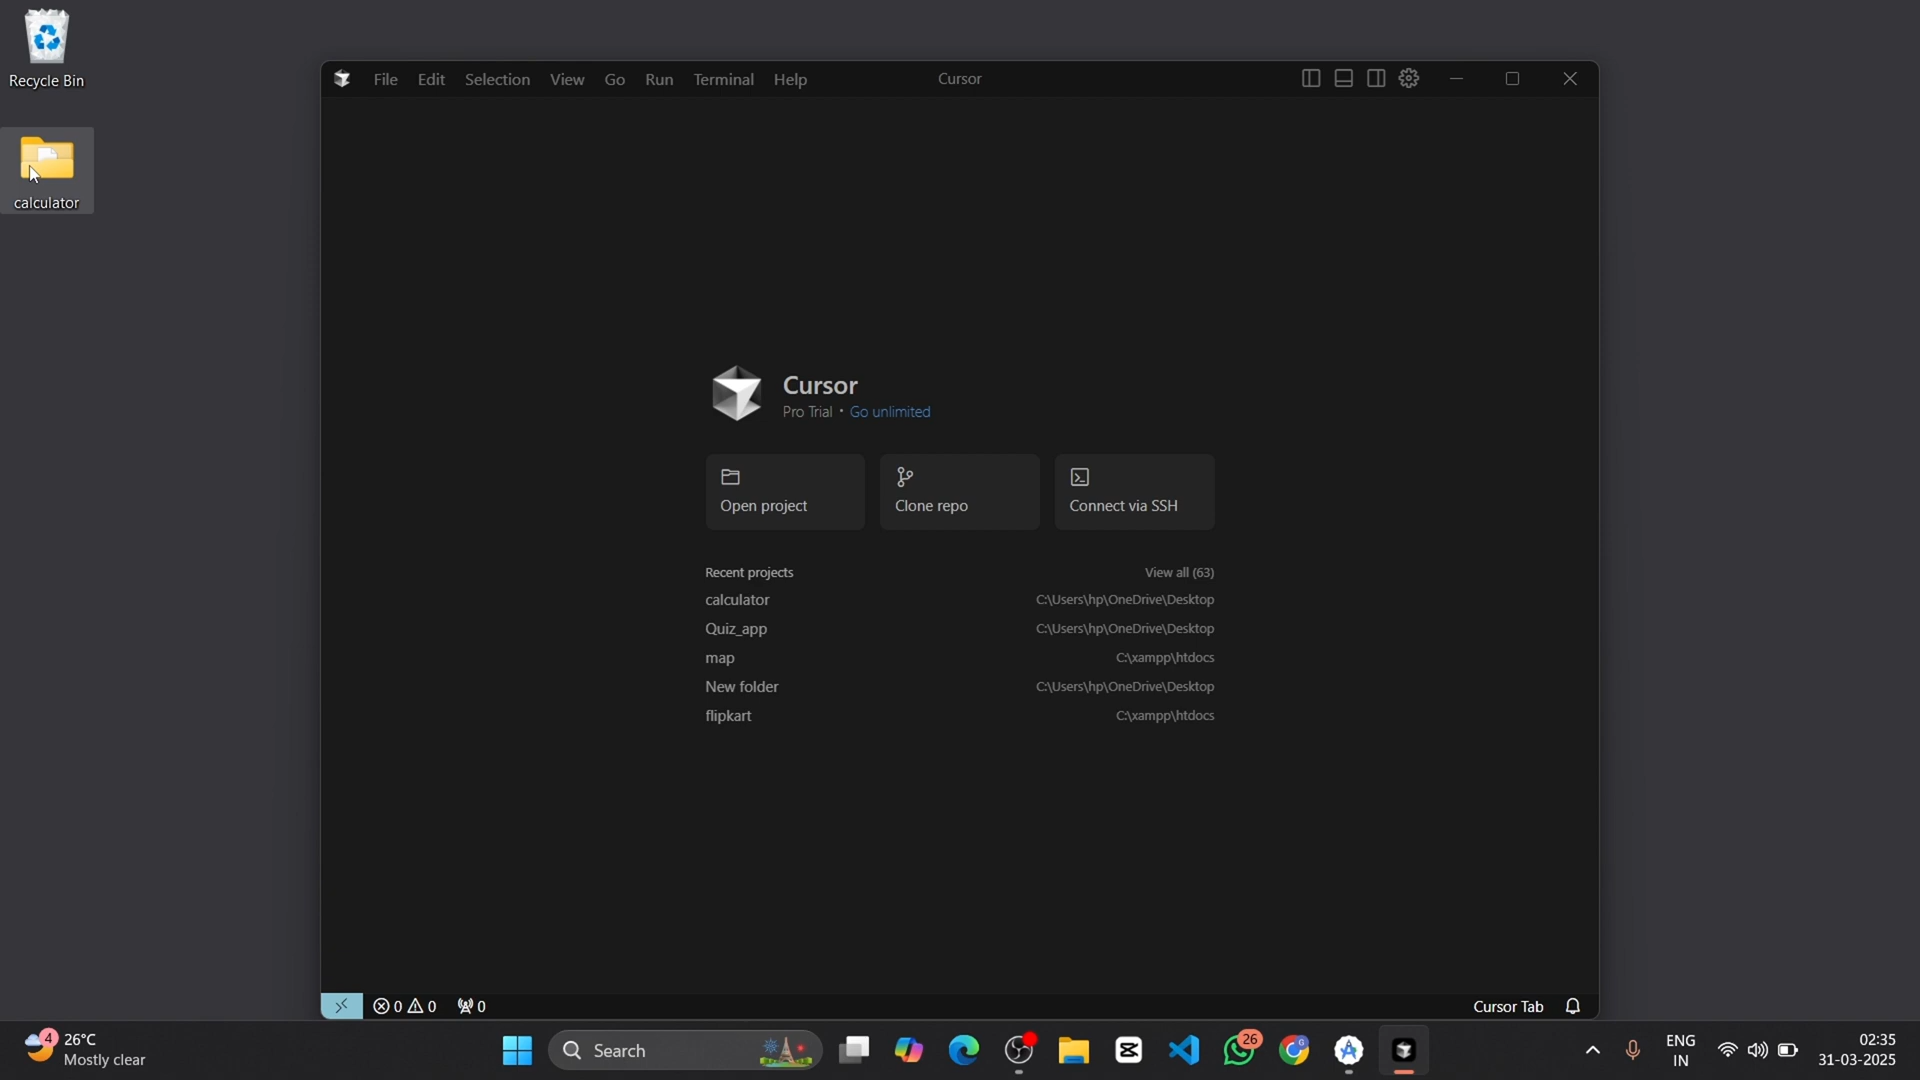 Recycle Bin
calculator
File Edit Selection View Go Run Terminal Help
Cursor
Cursor
Pro Trial • Go unlimited
Open project
Clone repo
Connect via SSH
Recent projects View all (63)
calculator C:\Users\hp\OneDrive\Desktop
Quiz_app C:\Users\hp\OneDrive\Desktop
map C:\xampp\htdocs
New folder C:\Users\hp\OneDrive\Desktop
flipkart C:\xampp\htdocs
0 0 0
Cursor Tab
4
26°C
Mostly clear
Search
26
G
ENG
IN
02:35
31-03-2025